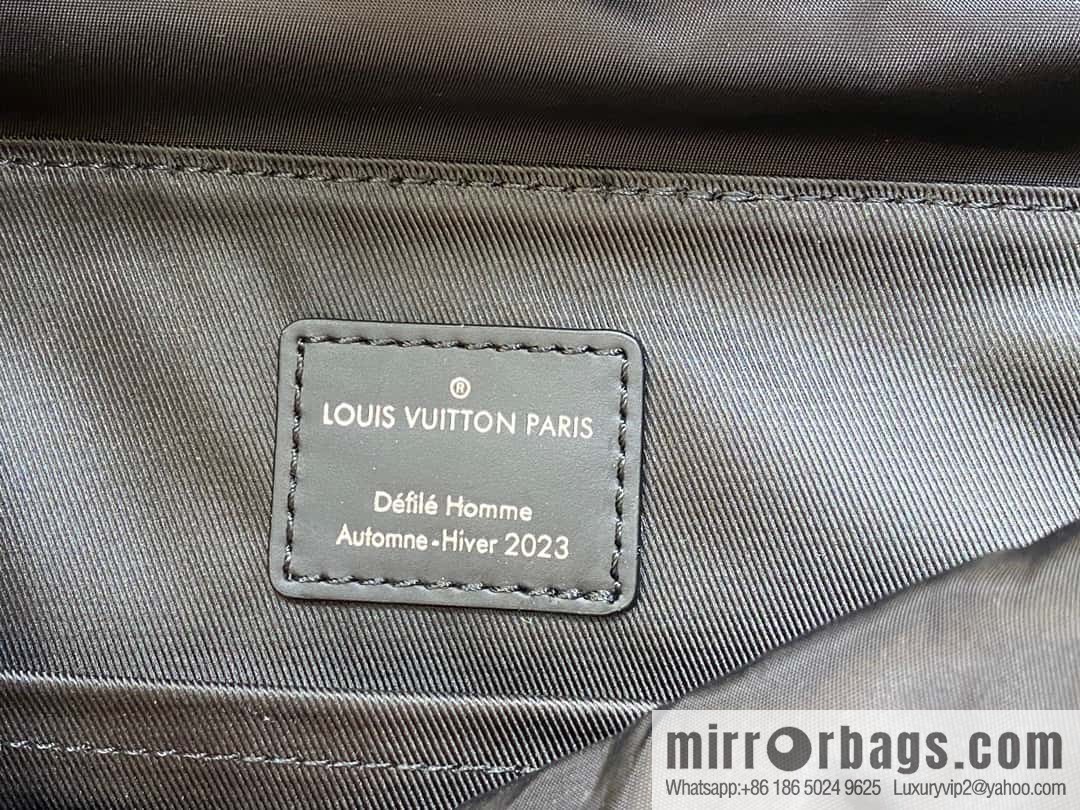 ®
LOUIS VUITTON PARIS
Défilé Homme
Automne-Hiver 2023
mirrorbags.com
Whatsapp:+86 186 5024 9625 Luxuryvip2@yahoo.com